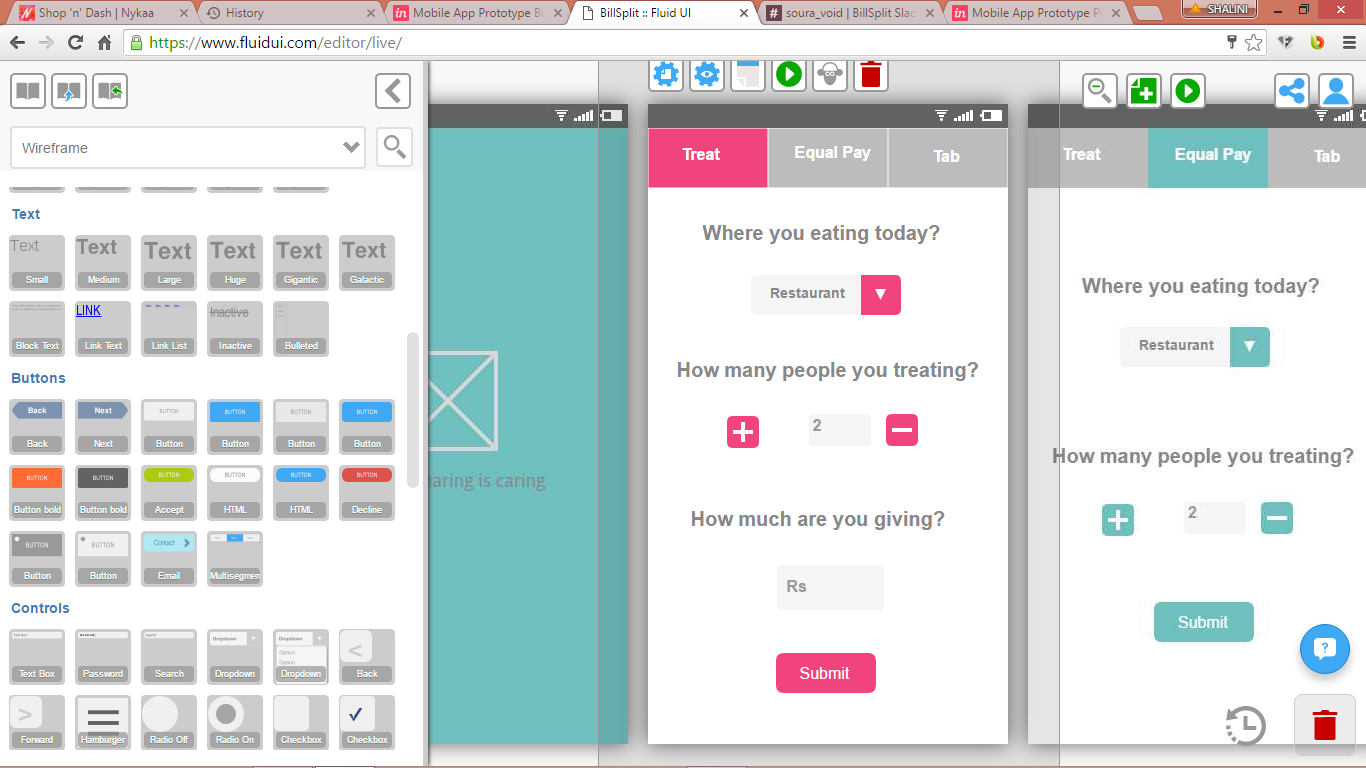 Shop 'n' Dash | Nykaa
History
Mobile App Prototype B
BillSplit :: Fluid UI
soura_void | BillSplit Slac
Mobile App Prototype P
SHALINI
https://www.fluidui.com/editor/live/
Wireframe
Text
Text Text Text Text Text Text
Small Medium Large Huge Gigantic Galactic
LINK Inactive
Block Text Link Text Link List Inactive Bulleted
Buttons
Back Next BUTTON BUTTON BUTTON BUTTON
Back Next Button Button Button Button
BUTTON BUTTON BUTTON BUTTON BUTTON BUTTON
Button bold Button bold Accept HTML HTML Decline
BUTTON BUTTON Contact
Button Button Email Multisegmen
Controls
Text Box Search Dropdown Dropdown
Option
Option
Text Box Password Search Dropdown Dropdown Back
Forward Hamburger Radio Off Radio On Checkbox Checkbox
aring is caring
Treat Equal Pay Tab
Where you eating today?
Restaurant
How many people you treating?
2
How much are you giving?
Rs
Submit
Treat Equal Pay Tab
Where you eating today?
Restaurant
How many people you treating?
2
Submit